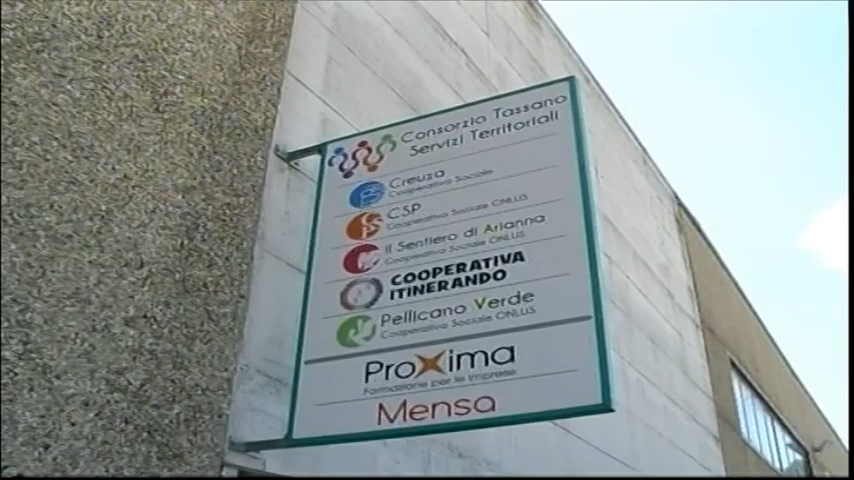 Consorzio Tassano
Servizi Territoriali
Creuza
Cooperativa Sociale
CSP
Cooperativa Sociale ONLUS
Il Sentiero di Arianna
Cooperativa Sociale ONLUS
COOPERATIVA
ITINERANDO
Pellicano Verde
Cooperativa Sociale ONLUS
ProXima
Formazione per le Imprese
Mensa